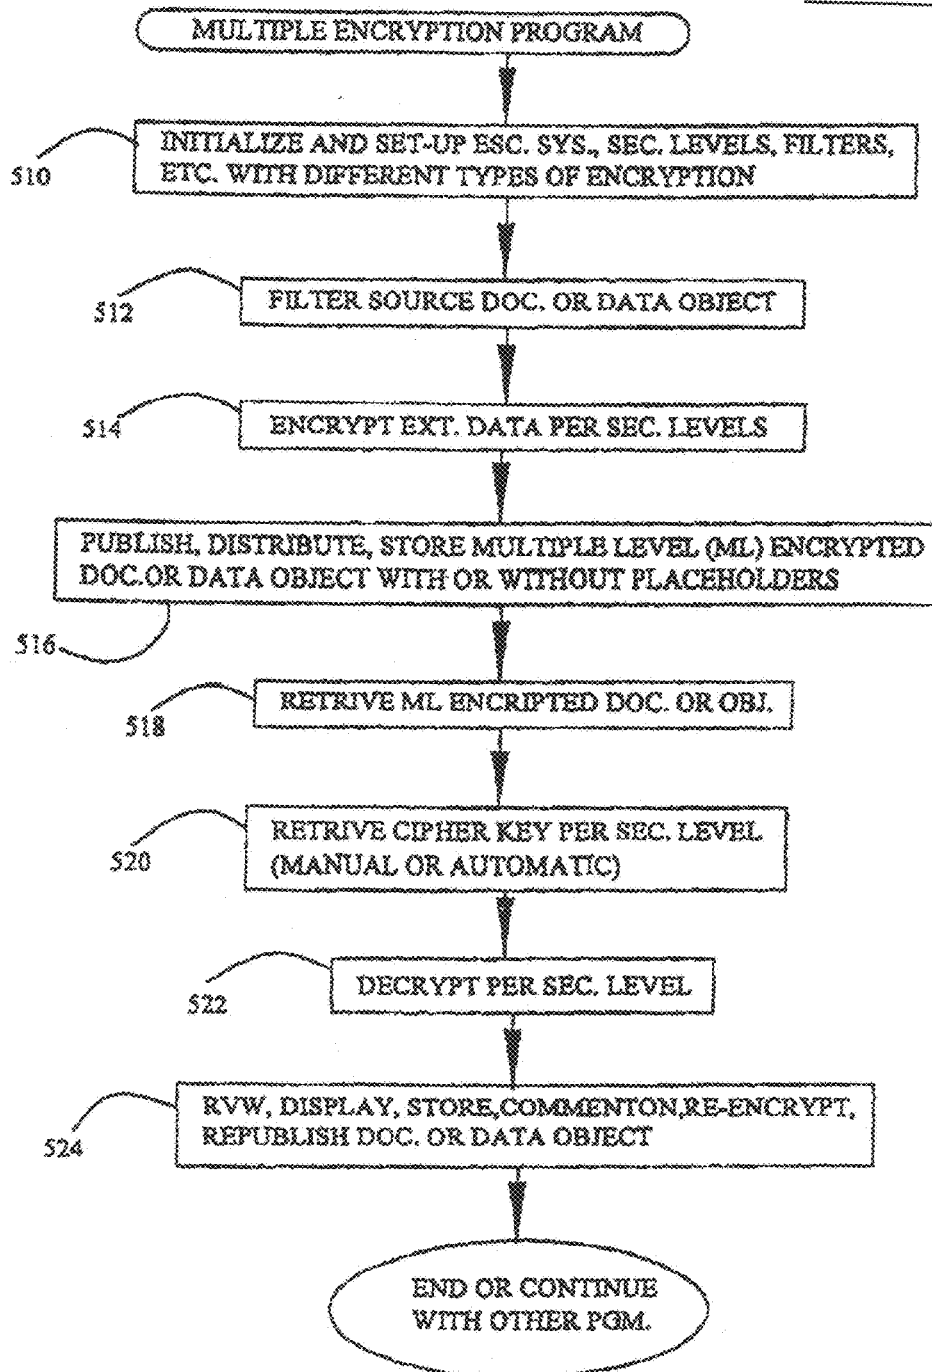 MULTIPLE ENCRYPTION PROGRAM
510
INITIALIZE AND SET-UP ESC. SYS., SEC. LEVELS, FILTERS,
ETC. WITH DIFFERENT TYPES OF ENCRYPTION
512
FILTER SOURCE DOC. OR DATA OBJECT
514
ENCRYPT EXT. DATA PER SEC. LEVELS
PUBLISH, DISTRIBUTE, STORE MULTIPLE LEVEL (ML) ENCRYPTED
DOC.OR DATA OBJECT WITH OR WITHOUT PLACEHOLDERS
516
518
RETRIVE ML ENCRIPTED DOC. OR OBJ.
520
RETRIVE CIPHER KEY PER SEC. LEVEL
(MANUAL OR AUTOMATIC)
522
DECRYPT PER SEC. LEVEL
524
RVW, DISPLAY, STORE,COMMENTON,RE-ENCRYPT,
REPUBLISH DOC. OR DATA OBJECT
END OR CONTINUE
WITH OTHER PGM.